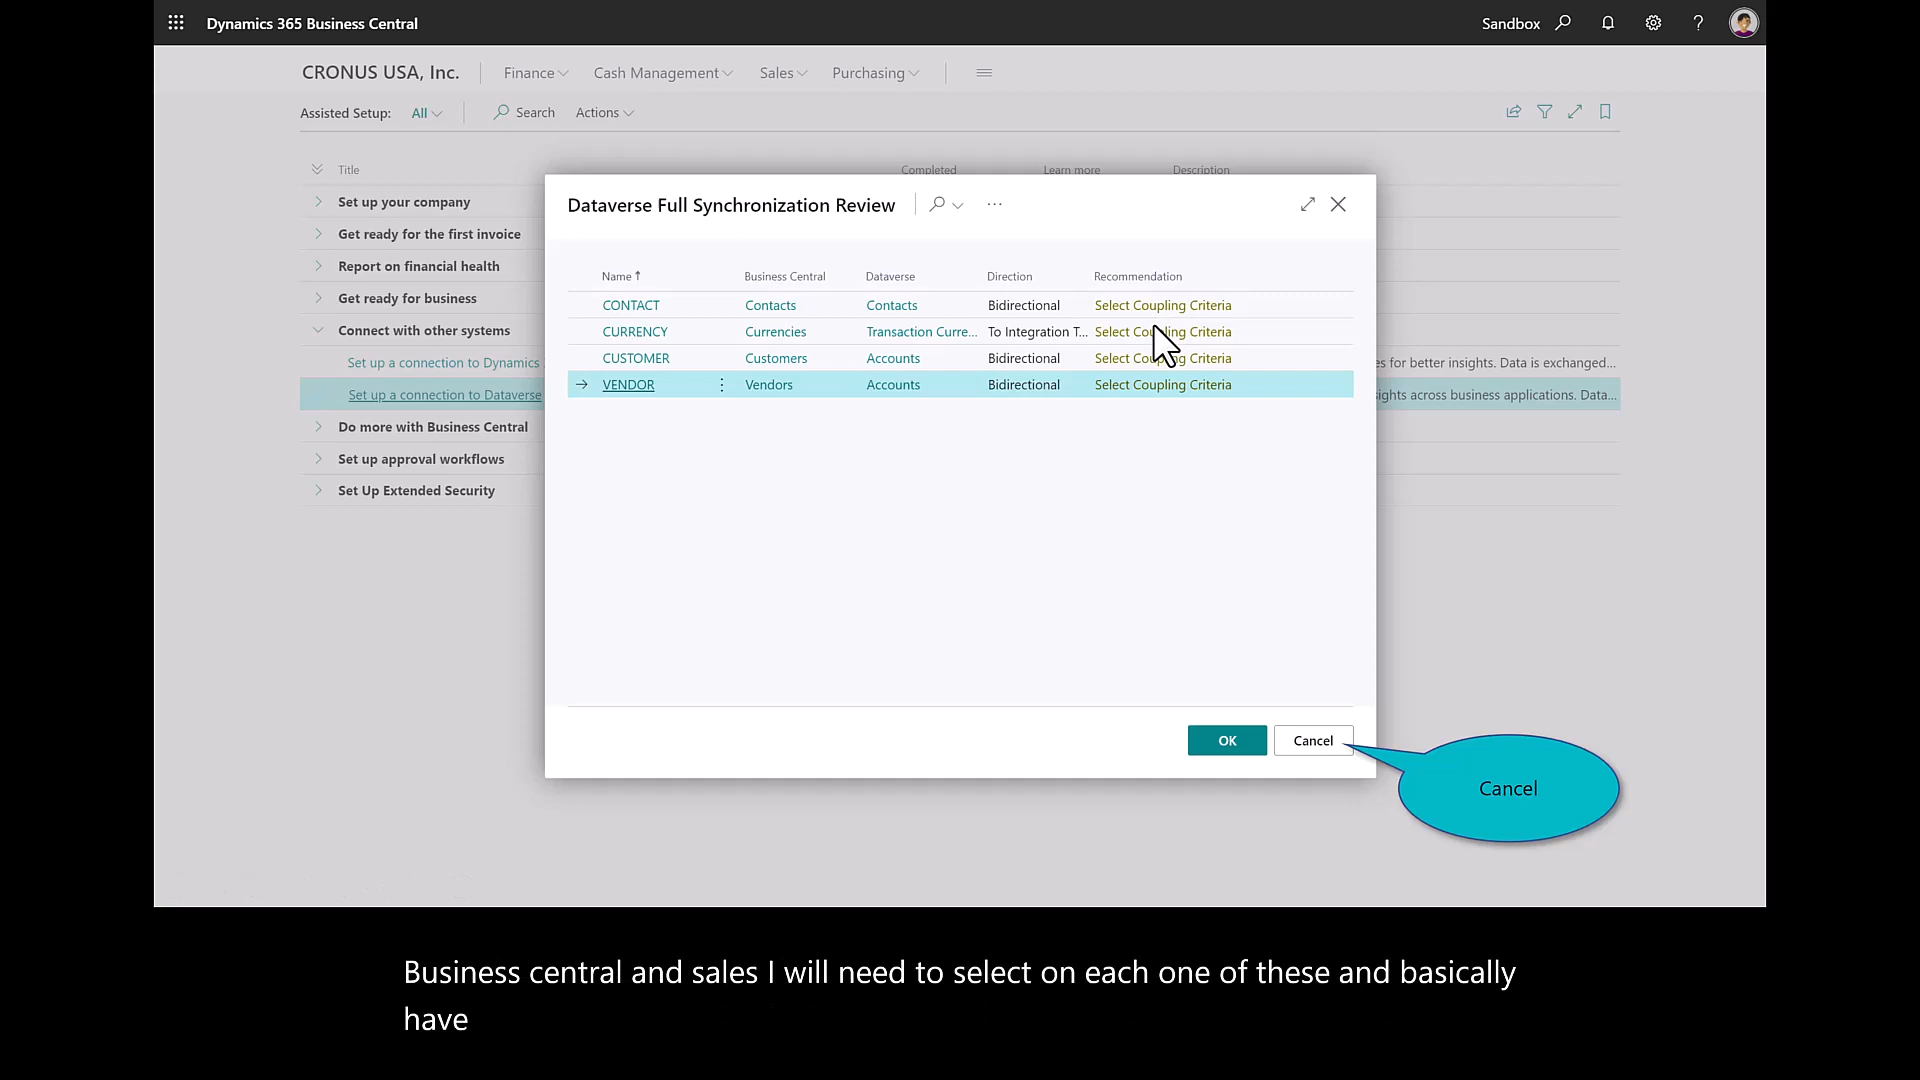 Dynamics 365 Business Central
Sandbox
CRONUS USA, Inc.
Finance
Cash Management
Sales
Purchasing
Assisted Setup:
All
Search
Actions
Title
Completed
Learn more
Description
Set up your company
Get ready for the first invoice
Report on financial health
Get ready for business
Connect with other systems
Set up a connection to Dynamics
es for better insights. Data is exchanged...
Set up a connection to Dataverse
ights across business applications. Data...
Do more with Business Central
Set up approval workflows
Set Up Extended Security
Dataverse Full Synchronization Review
Name ↑ Business Central Dataverse Direction Recommendation
CONTACT Contacts Contacts Bidirectional Select Coupling Criteria
CURRENCY Currencies Transaction Curre... To Integration T... Select Coupling Criteria
CUSTOMER Customers Accounts Bidirectional Select Coupling Criteria
VENDOR Vendors Accounts Bidirectional Select Coupling Criteria
OK
Cancel
Cancel
Business central and sales I will need to select on each one of these and basically
have